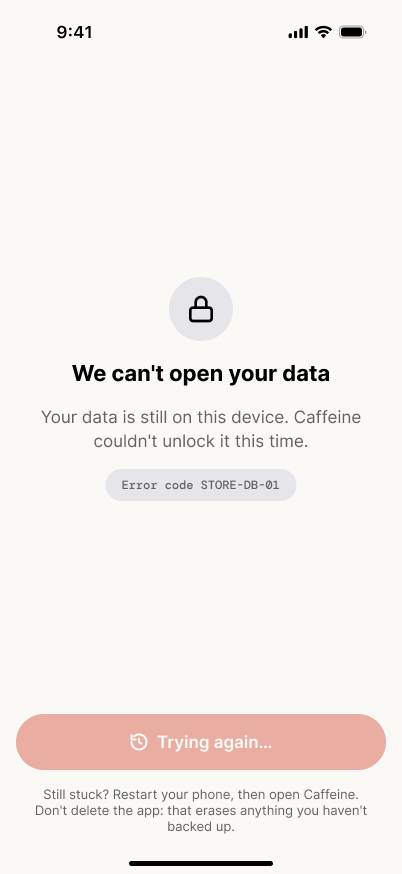 9:41
We can't open your data
Your data is still on this device. Caffeine
couldn't unlock it this time.
Error code STORE-DB-01
Trying again...
Still stuck? Restart your phone, then open Caffeine.
Don't delete the app: that erases anything you haven't
backed up.